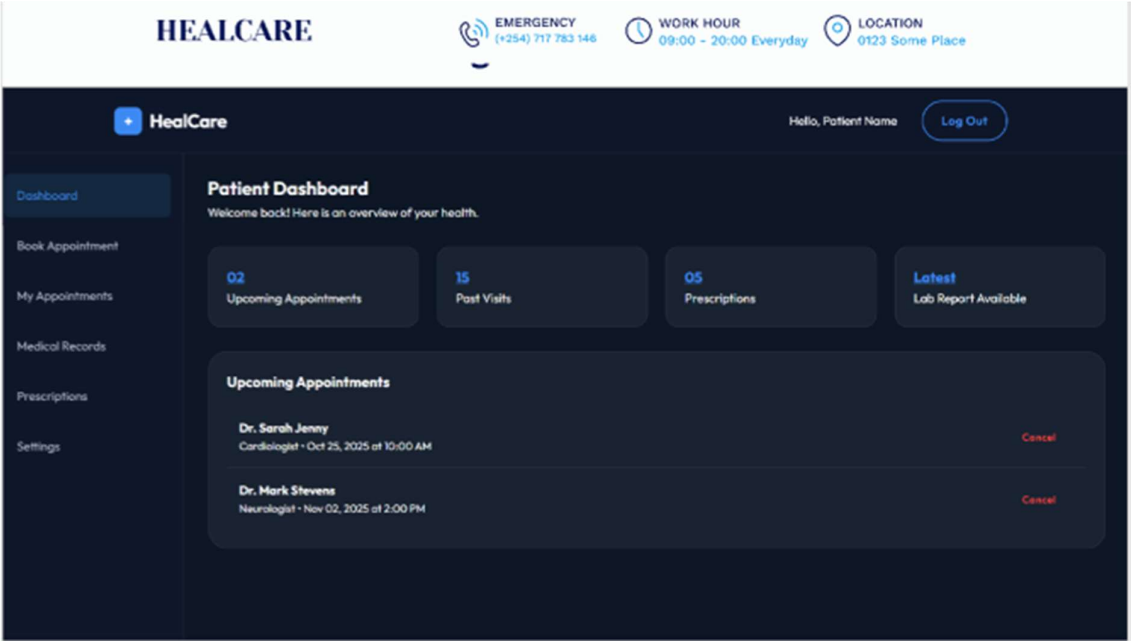 HEALCARE
EMERGENCY
(+254) 717 783 146
WORK HOUR
09:00 - 20:00 Everyday
LOCATION
0123 Some Place
HealCare
Hello, Patient Name
Log Out
Dashboard
Book Appointment
My Appointments
Medical Records
Prescriptions
Settings
Patient Dashboard
Welcome back! Here is an overview of your health.
02
Upcoming Appointments
15
Past Visits
05
Prescriptions
Latest
Lab Report Available
Upcoming Appointments
Dr. Sarah Jenny
Cardiologist • Oct 25, 2025 at 10:00 AM
Cancel
Dr. Mark Stevens
Neurologist • Nov 02, 2025 at 2:00 PM
Cancel